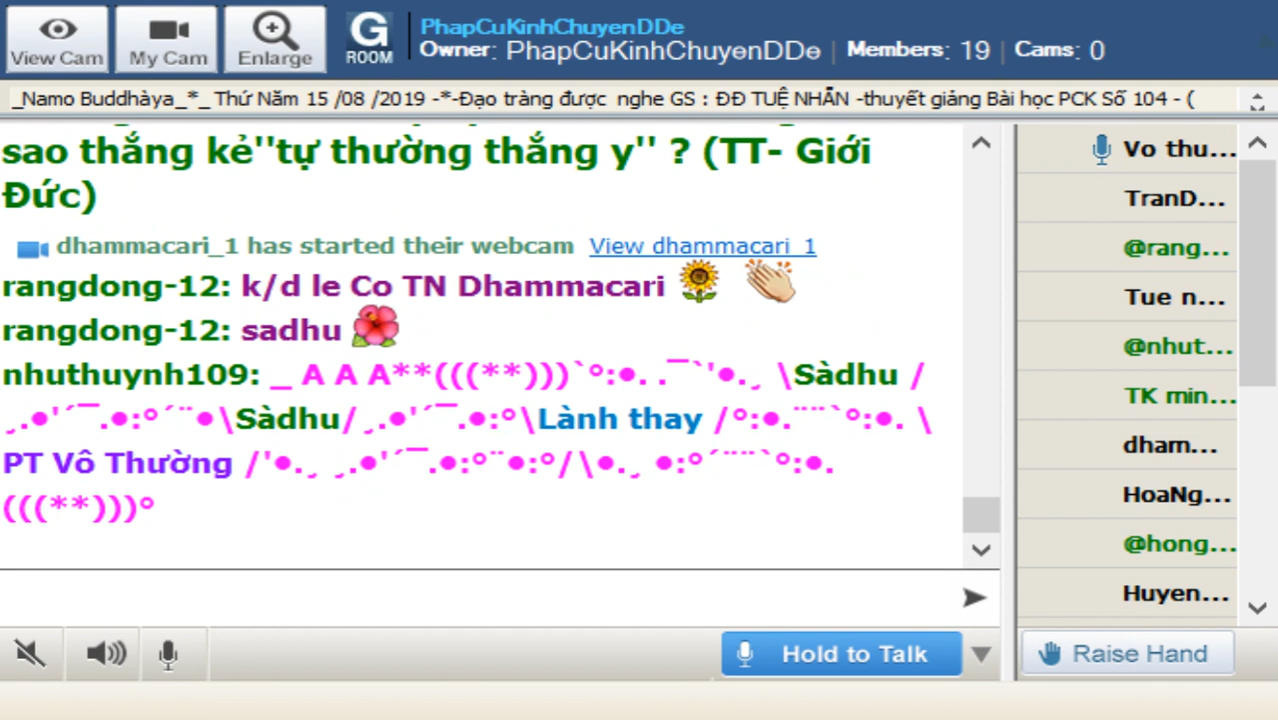 View Cam
My Cam
Enlarge
G
ROOM
PhapCuKinhChuyenDDe
Owner: PhapCuKinhChuyenDDe | Members: 19 | Cams: 0
_Namo Buddhàya_*_ Thứ Năm 15 /08 /2019 -*-Đạo tràng được nghe GS : ĐĐ TUỆ NHẪN -thuyết giảng Bài học PCK Số 104 - (
sao thắng kẻ''tự thường thắng y'' ? (TT- Giới
Đức)
dhammacari_1 has started their webcam View dhammacari_1
rangdong-12: k/d le Co TN Dhammacari
rangdong-12: sadhu
nhuthuynh109: _ A A A**(((**)))`°:•. .¯`'•.¸ \Sàdhu /
¸.•'´¯.•:°´¨•\Sàdhu/¸.•'´¯.•:°\Lành thay /°:•.¨¨`°:•. \
PT Vô Thường /'•.¸ ¸.•'´¯.•:°¨•:°/\•.¸ •:°´¨¨`°:•.
(((**)))°
Vo thu...
TranD...
@rang...
Tue n...
@nhut...
TK min...
dham...
HoaNg...
@hong...
Huyen...
Hold to Talk
Raise Hand